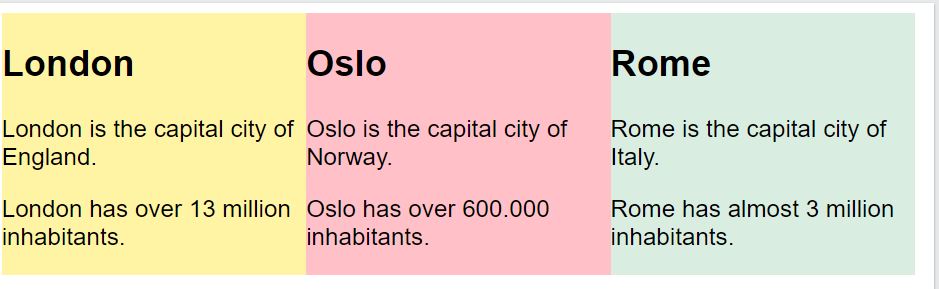 London
London is the capital city of
England.
London has over 13 million
inhabitants.
Oslo
Oslo is the capital city of
Norway.
Oslo has over 600.000
inhabitants.
Rome
Rome is the capital city of
Italy.
Rome has almost 3 million
inhabitants.